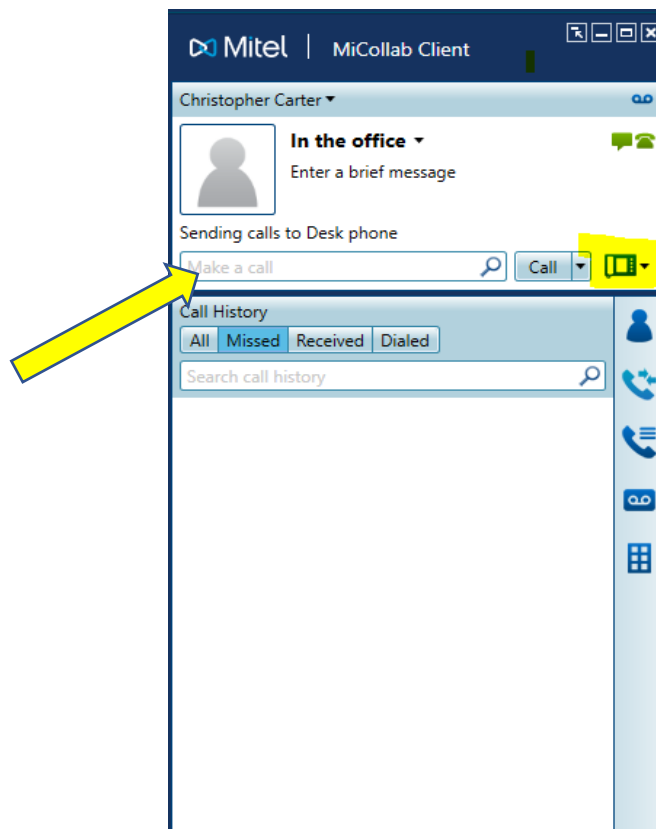 Mitel | MiCollab Client
Christopher Carter
In the office
Enter a brief message
Sending calls to Desk phone
Make a call Call
Call History
All Missed Received Dialed
Search call history